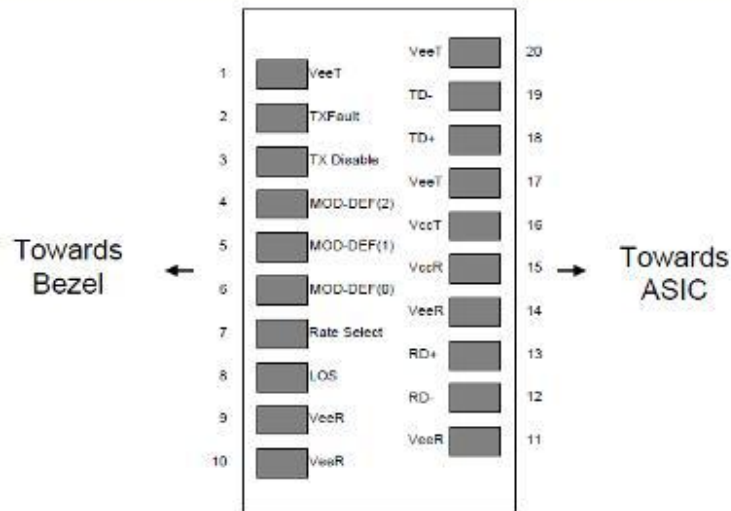 VeeT 20
1 VeeT
TD- 19
2 TXFault
TD+ 18
3 TX Disable
VeeT 17
4 MOD-DEF(2)
VccT 16
Towards
Bezel
5 MOD-DEF(1)
VccR 15
Towards
ASIC
6 MOD-DEF(0)
VeeR 14
7 Rate Select
RD+ 13
8 LOS
RD- 12
9 VeeR
VeeR 11
10 VeeR